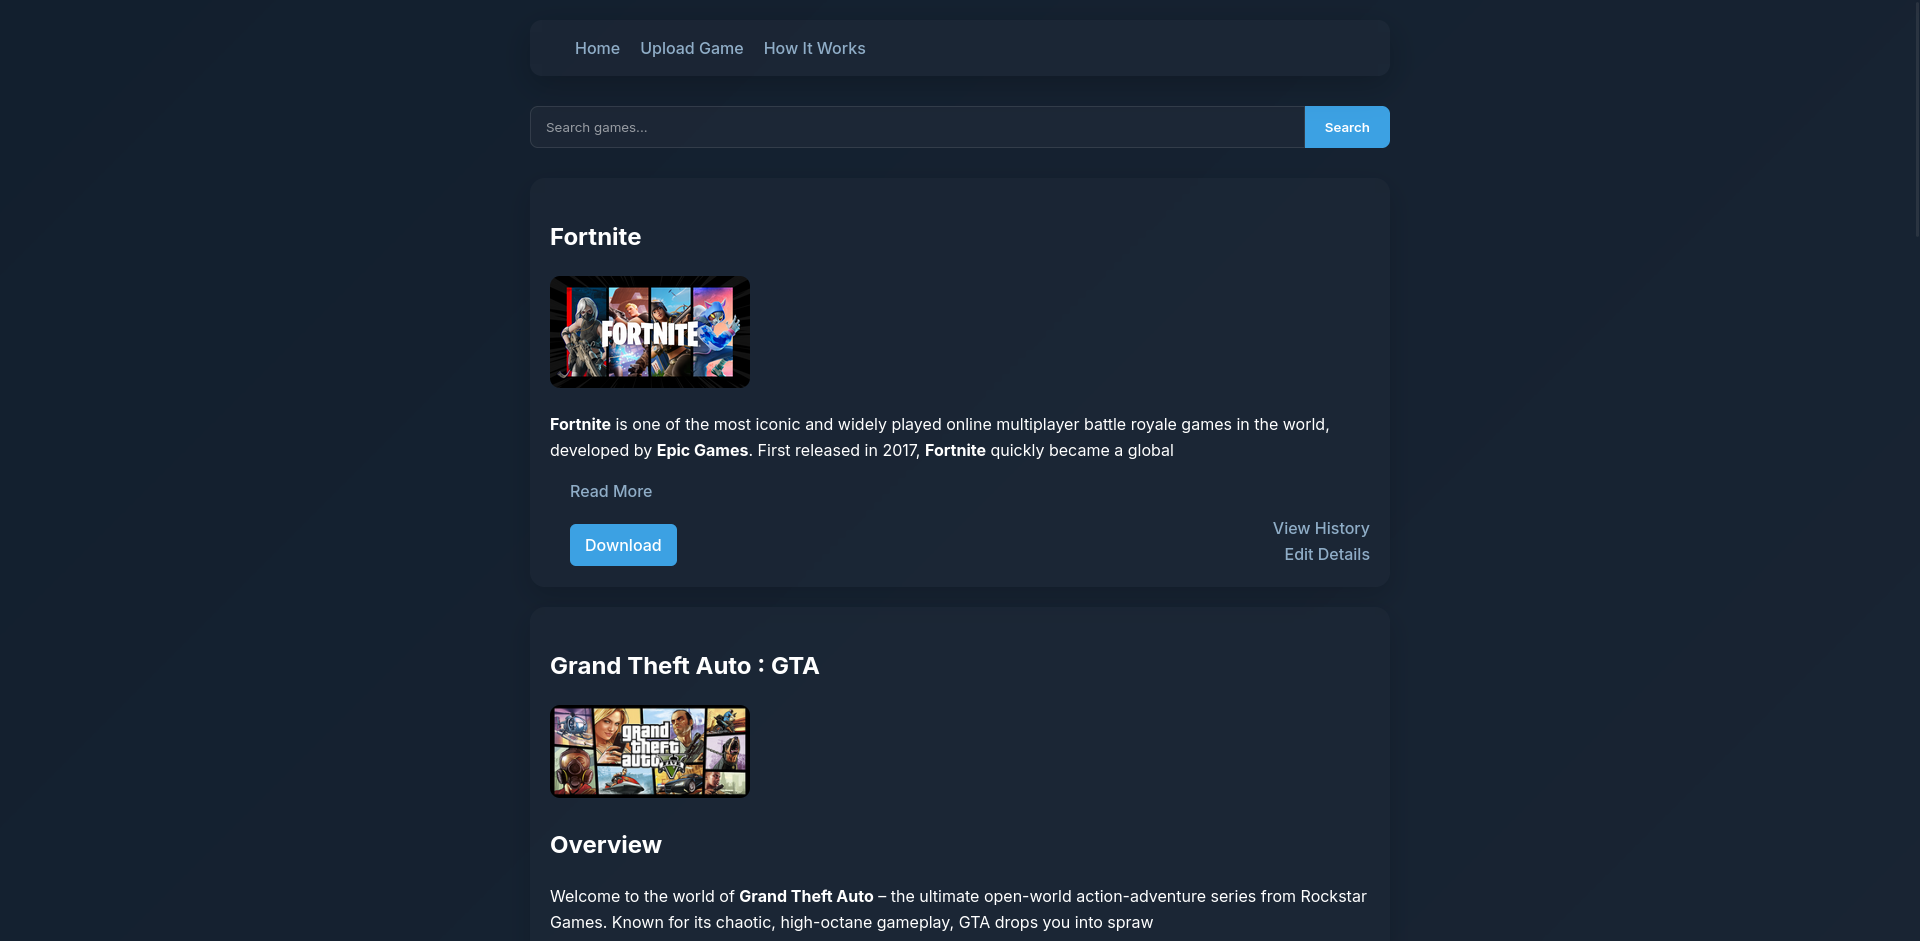 Home Upload Game How It Works
Search games...
Search
Fortnite
FORTNITE
Fortnite is one of the most iconic and widely played online multiplayer battle royale games in the world,
developed by Epic Games. First released in 2017, Fortnite quickly became a global
Read More
Download
View History
Edit Details
Grand Theft Auto : GTA
grand
theft
auto V
Overview
Welcome to the world of Grand Theft Auto – the ultimate open-world action-adventure series from Rockstar
Games. Known for its chaotic, high-octane gameplay, GTA drops you into spraw